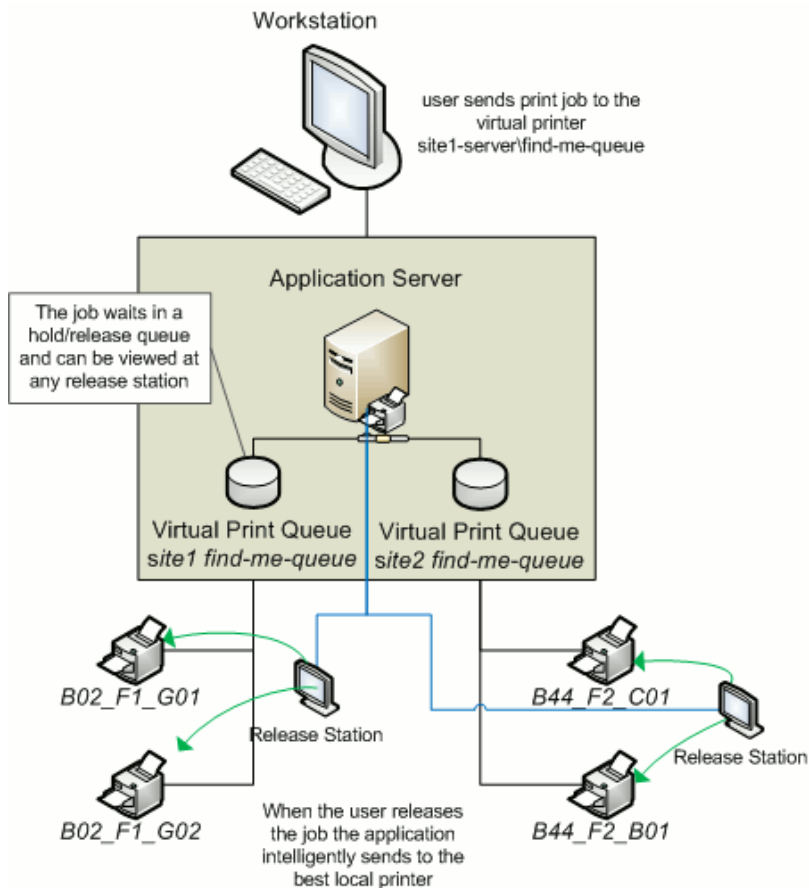 Workstation
user sends print job to the
virtual printer
site1-server\find-me-queue
Application Server
The job waits in a
hold/release queue
and can be viewed at
any release station
Virtual Print Queue
site1 find-me-queue
Virtual Print Queue
site2 find-me-queue
B02_F1_G01
Release Station
B44_F2_C01
Release Station
B02_F1_G02
When the user releases
the job the application
intelligently sends to the
best local printer
B44_F2_B01